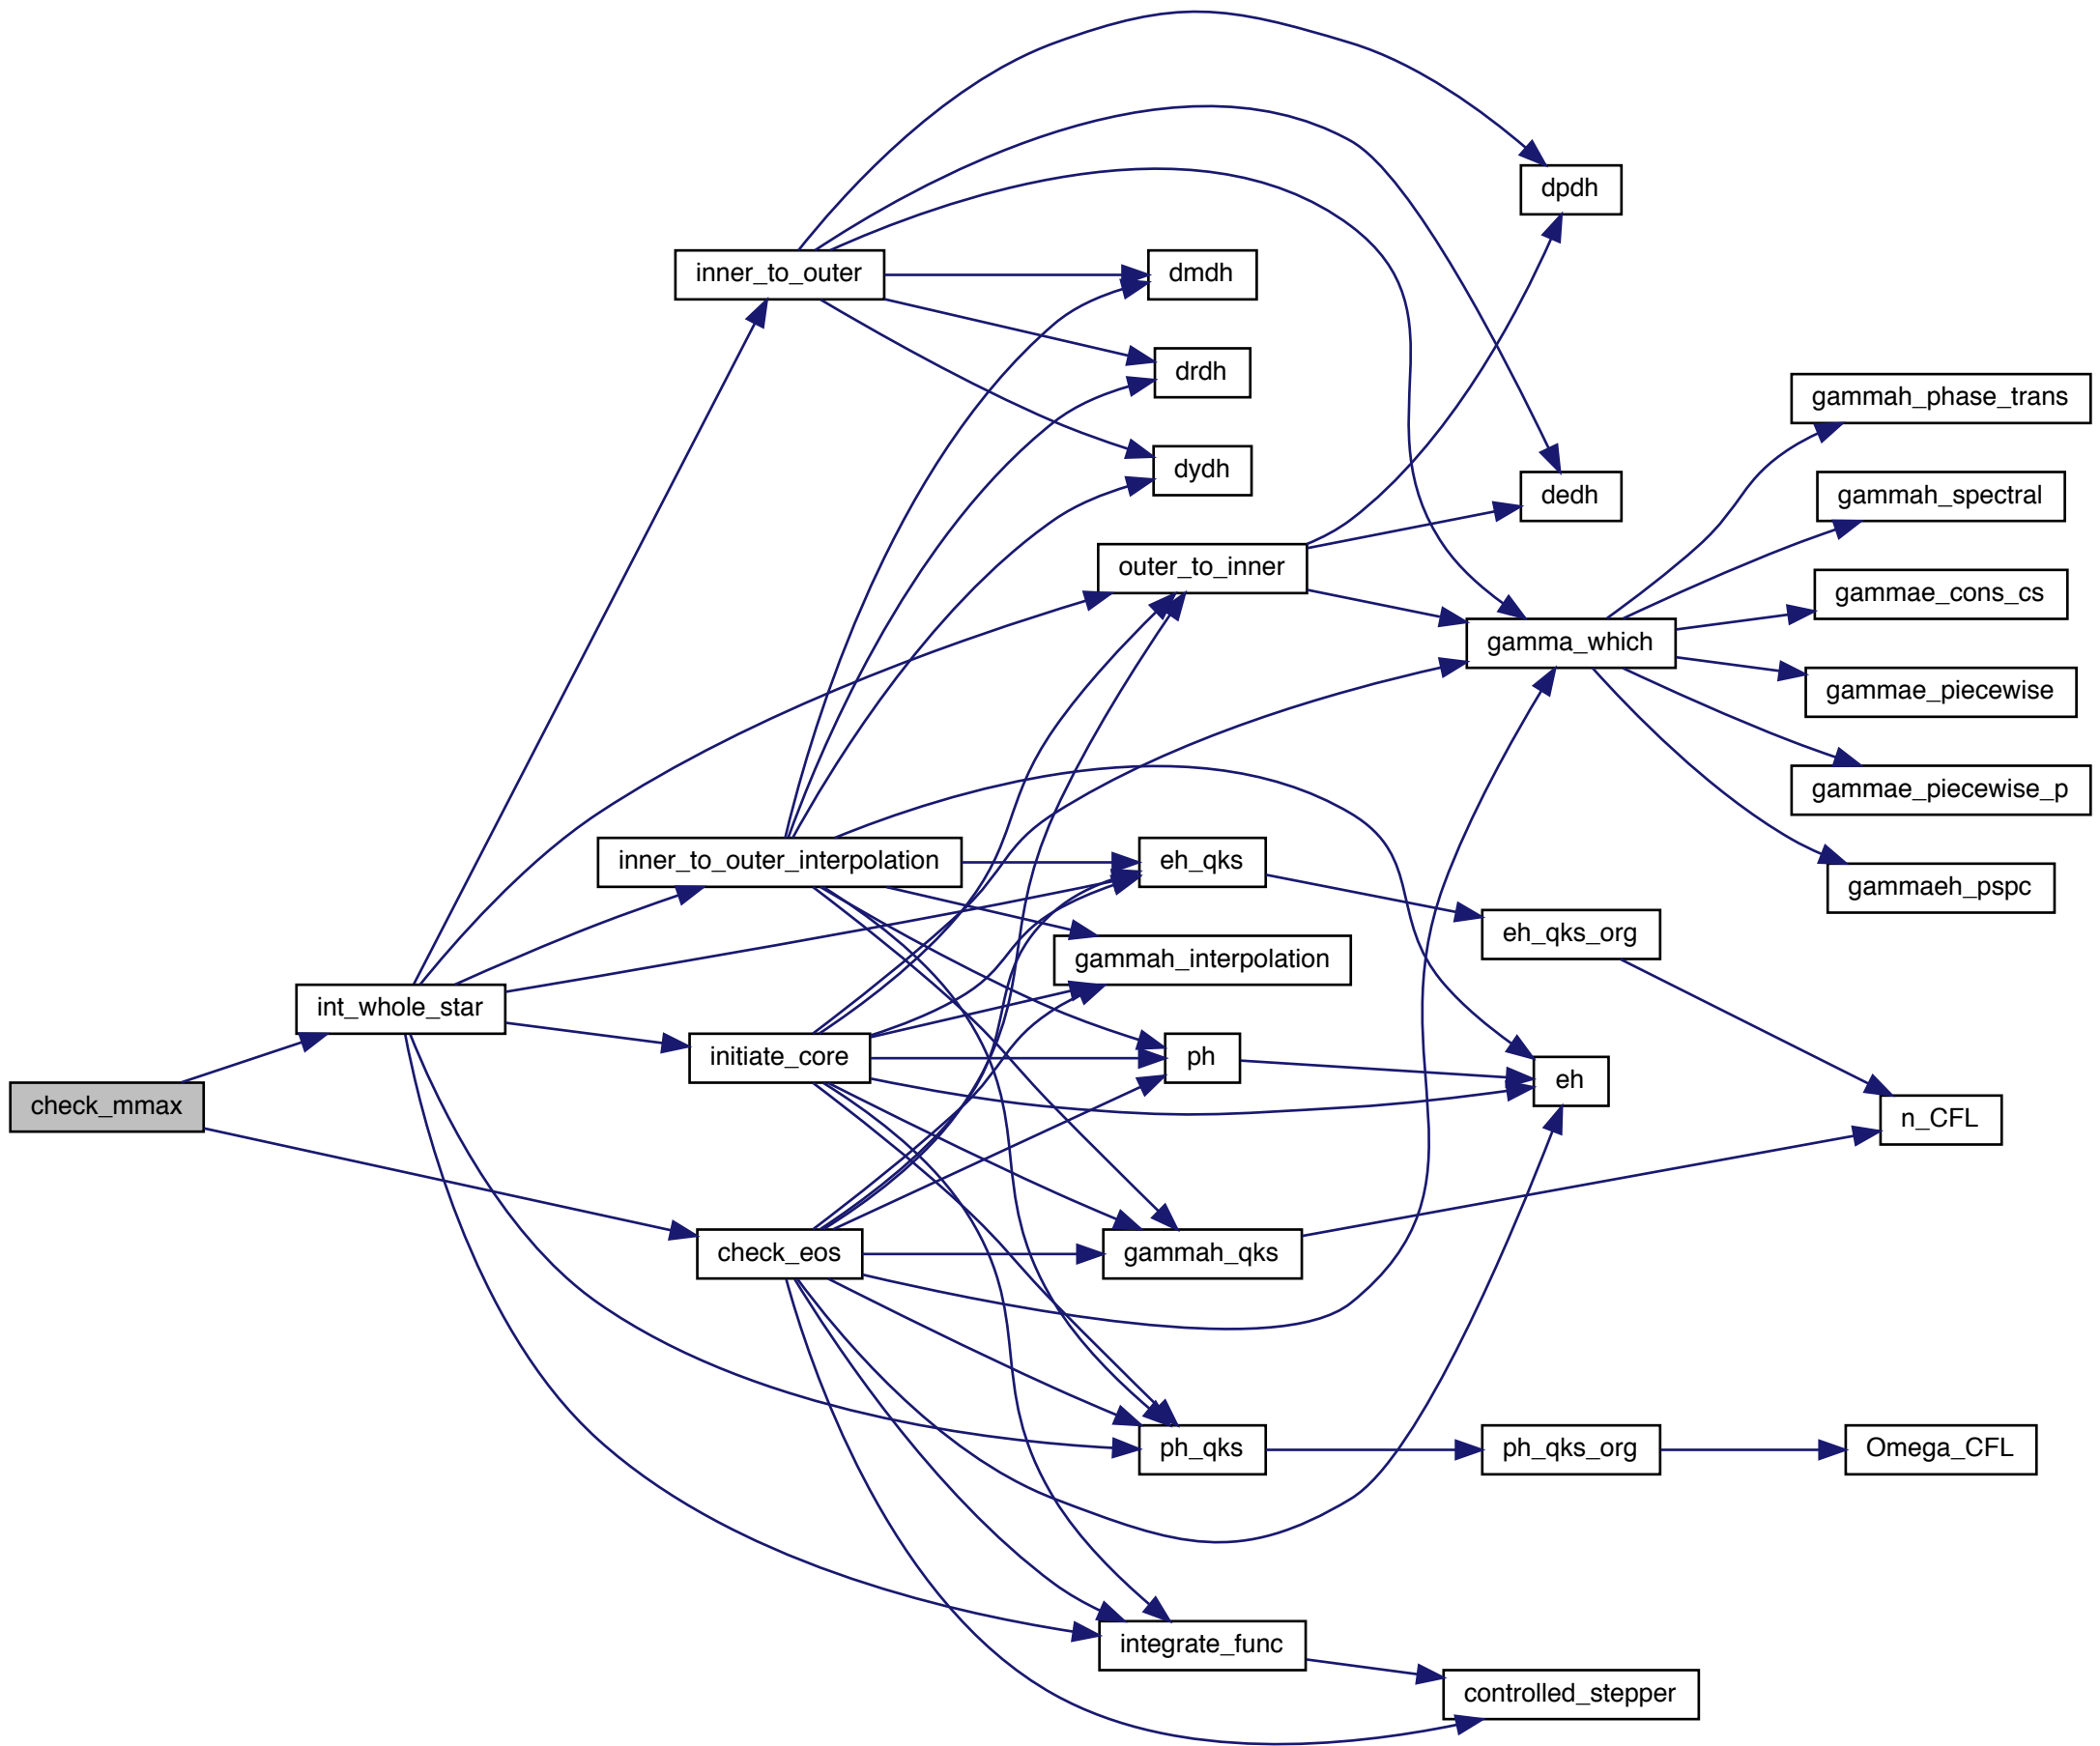 dpdh
inner_to_outer
dmdh
drdh
gammah_phase_trans
dydh
dedh
gammah_spectral
outer_to_inner
gammae_cons_cs
gamma_which
gammae_piecewise
gammae_piecewise_p
inner_to_outer_interpolation
eh_qks
gammaeh_pspc
eh_qks_org
gammah_interpolation
int_whole_star
initiate_core
ph
eh
check_mmax
n_CFL
check_eos
gammah_qks
ph_qks
ph_qks_org
Omega_CFL
integrate_func
controlled_stepper